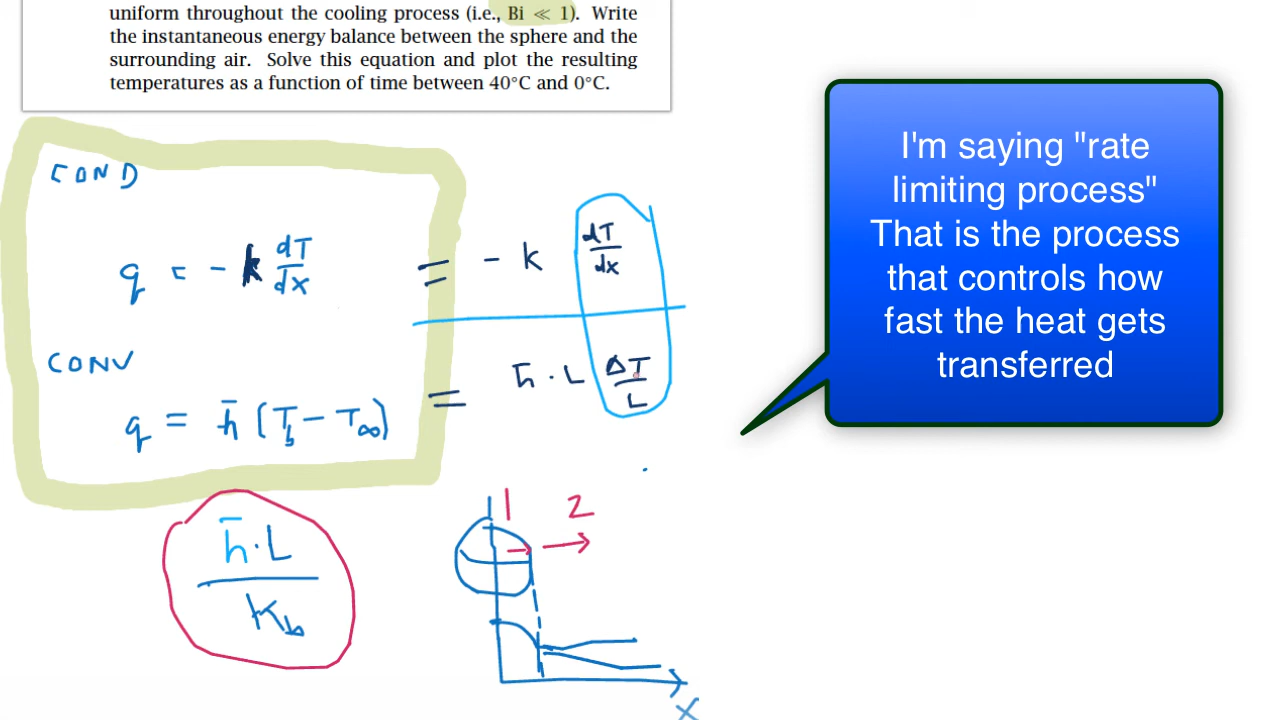 uniform throughout the cooling process (i.e., Bi ≪ 1). Write
the instantaneous energy balance between the sphere and the
surrounding air. Solve this equation and plot the resulting
temperatures as a function of time between 40°C and 0°C.
COND
q = - k dT/dx = - k dT/dx
CONV
q = h̄ (T_b - T_∞) = h̄ · L ΔT/L
h̄ · L / k_b
1 2
x
I'm saying "rate
limiting process"
That is the process
that controls how
fast the heat gets
transferred